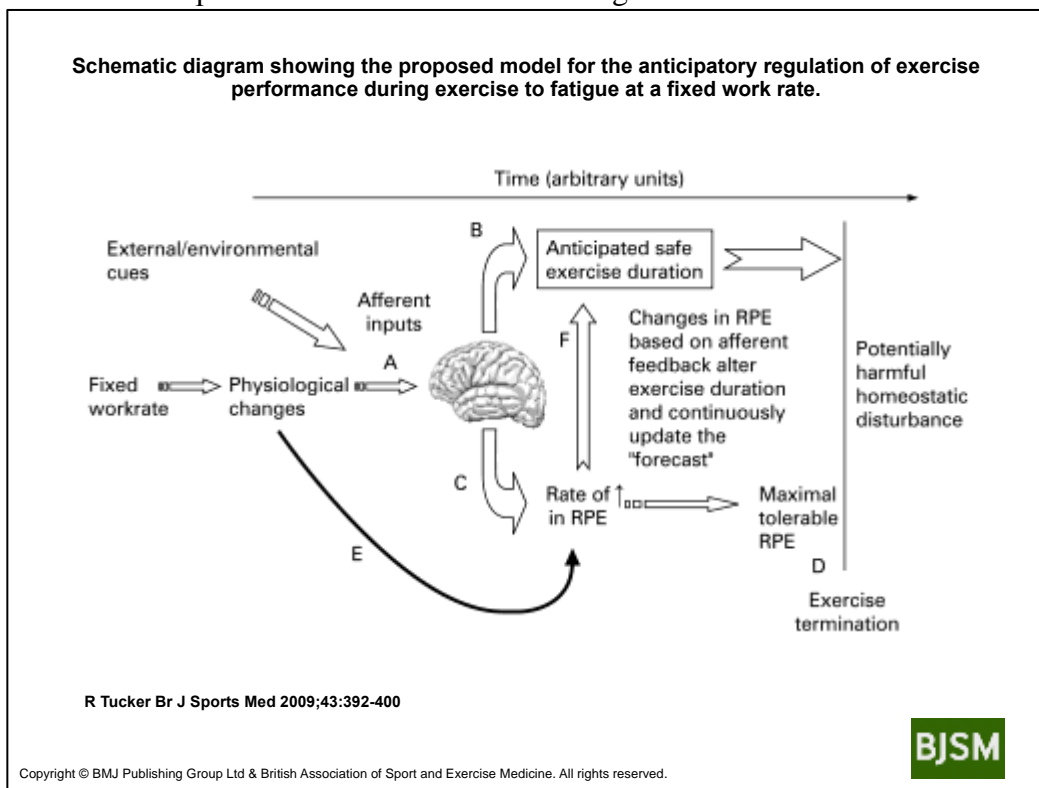 Schematic diagram showing the proposed model for the anticipatory regulation of exercise
performance during exercise to fatigue at a fixed work rate.
Time (arbitrary units)
External/environmental
cues
Afferent
inputs
A
Fixed
workrate
Physiological
changes
B
Anticipated safe
exercise duration
F
Changes in RPE
based on afferent
feedback alter
exercise duration
and continuously
update the
"forecast"
Potentially
harmful
homeostatic
disturbance
C
Rate of ↑
in RPE
Maximal
tolerable
RPE
D
E
Exercise
termination
R Tucker Br J Sports Med 2009;43:392-400
BJSM
Copyright © BMJ Publishing Group Ltd & British Association of Sport and Exercise Medicine. All rights reserved.